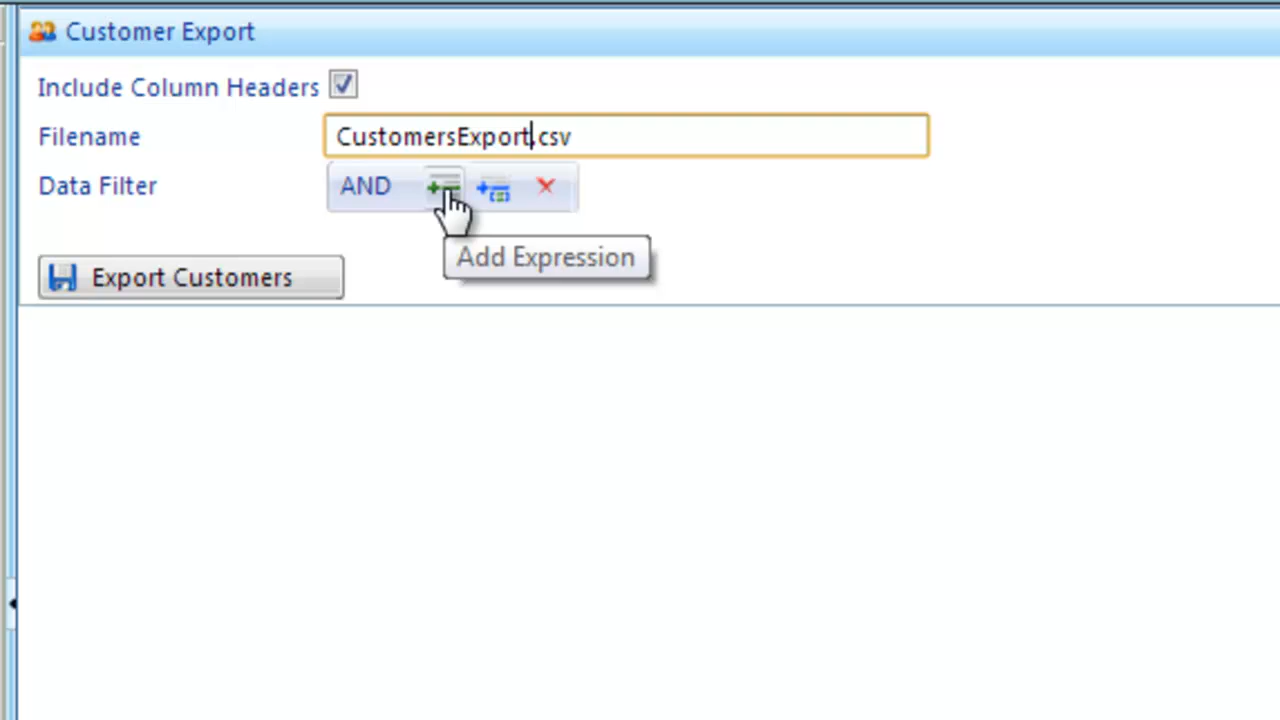 Customer Export
Include Column Headers
Filename CustomersExport.csv
Data Filter AND
Add Expression
Export Customers